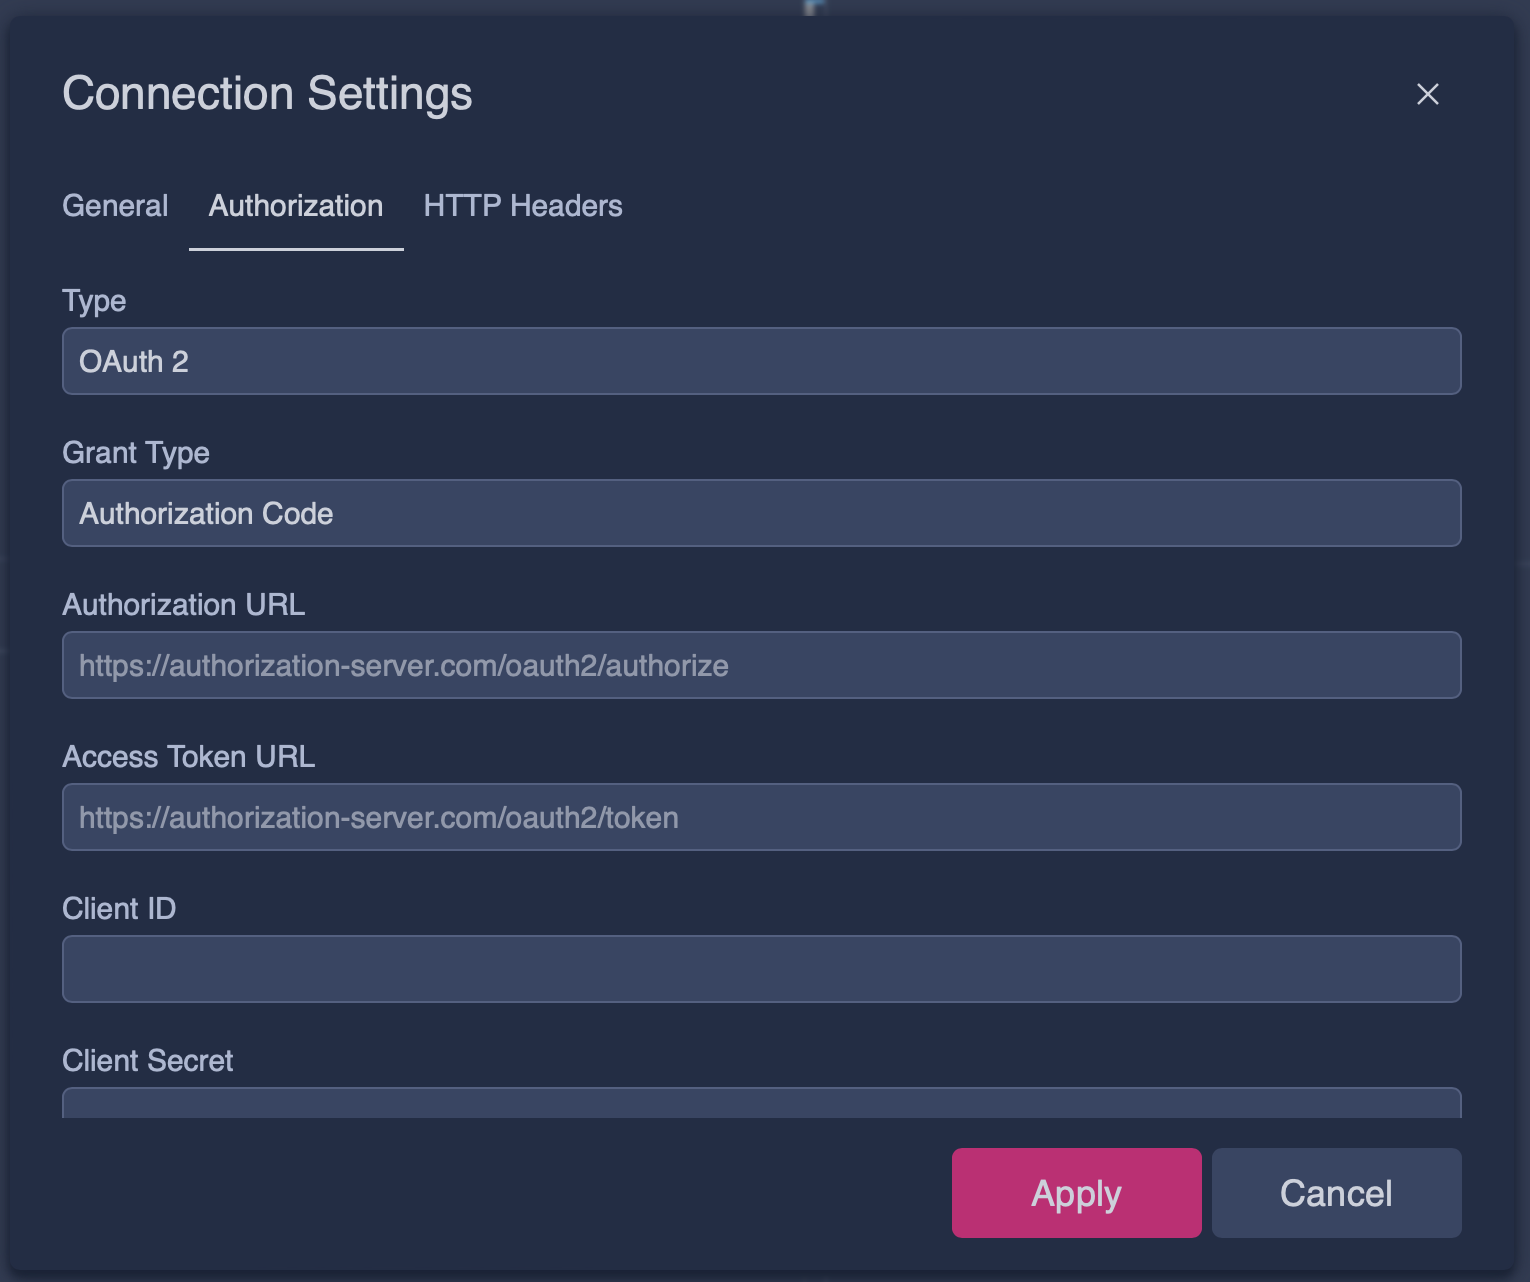 Connection Settings
General Authorization HTTP Headers
Type
OAuth 2
Grant Type
Authorization Code
Authorization URL
https://authorization-server.com/oauth2/authorize
Access Token URL
https://authorization-server.com/oauth2/token
Client ID
Client Secret
Apply Cancel